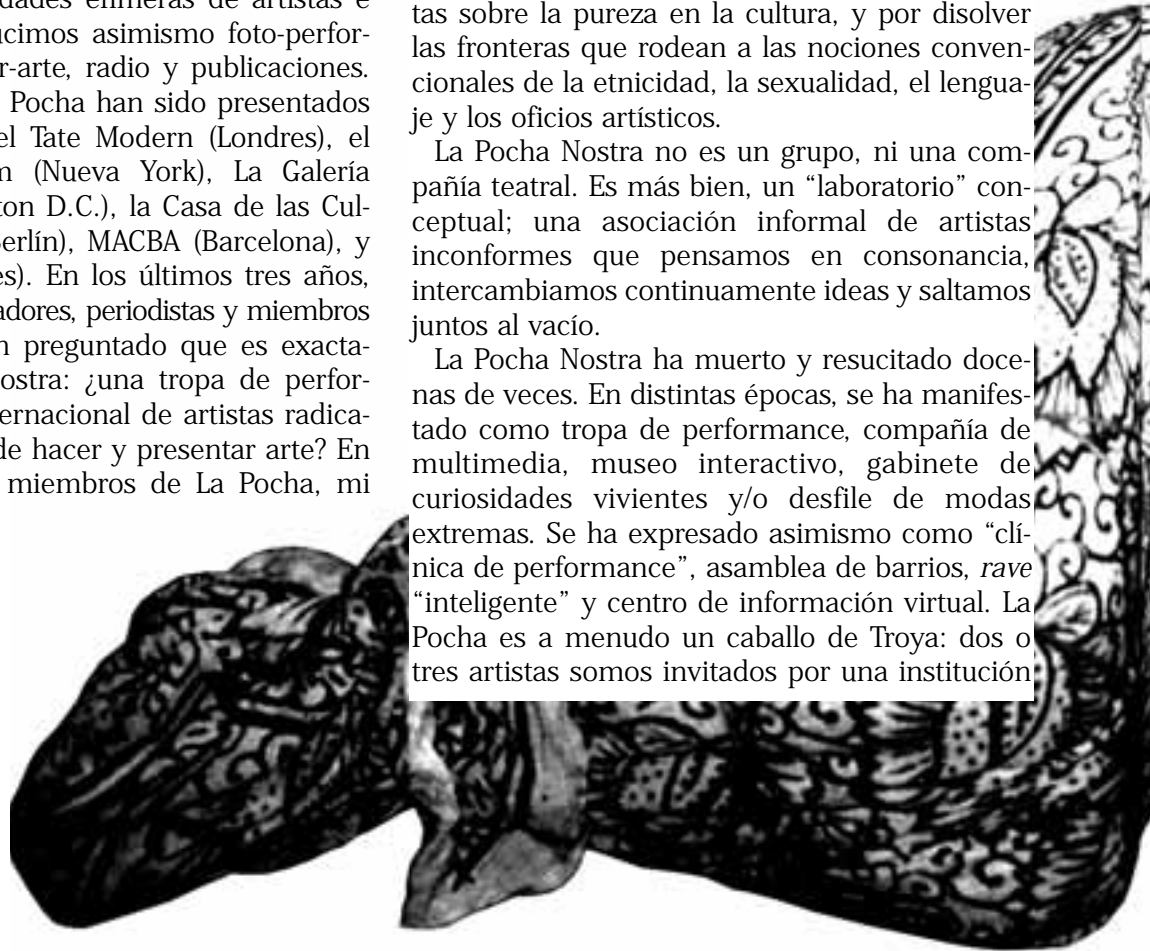 dades efímeras de artistas e
ucimos asimismo foto-perfor-
r-arte, radio y publicaciones.
Pocha han sido presentados
el Tate Modern (Londres), el
(Nueva York), La Galería
ton D.C.), la Casa de las Cul-
erlín), MACBA (Barcelona), y
es). En los últimos tres años,
adores, periodistas y miembros
n preguntado que es exacta-
ostra: ¿una tropa de perfor-
ernacional de artistas radica-
de hacer y presentar arte? En
miembros de La Pocha, mi
tas sobre la pureza en la cultura, y por disolver
las fronteras que rodean a las nociones conven-
cionales de la etnicidad, la sexualidad, el lengua-
je y los oficios artísticos.
La Pocha Nostra no es un grupo, ni una com-
pañía teatral. Es más bien, un “laboratorio” con-
ceptual; una asociación informal de artistas
inconformes que pensamos en consonancia,
intercambiamos continuamente ideas y saltamos
juntos al vacío.
La Pocha Nostra ha muerto y resucitado doce-
nas de veces. En distintas épocas, se ha manifes-
tado como tropa de performance, compañía de
multimedia, museo interactivo, gabinete de
curiosidades vivientes y/o desfile de modas
extremas. Se ha expresado asimismo como “clí-
nica de performance”, asamblea de barrios, rave
“inteligente” y centro de información virtual. La
Pocha es a menudo un caballo de Troya: dos o
tres artistas somos invitados por una institución